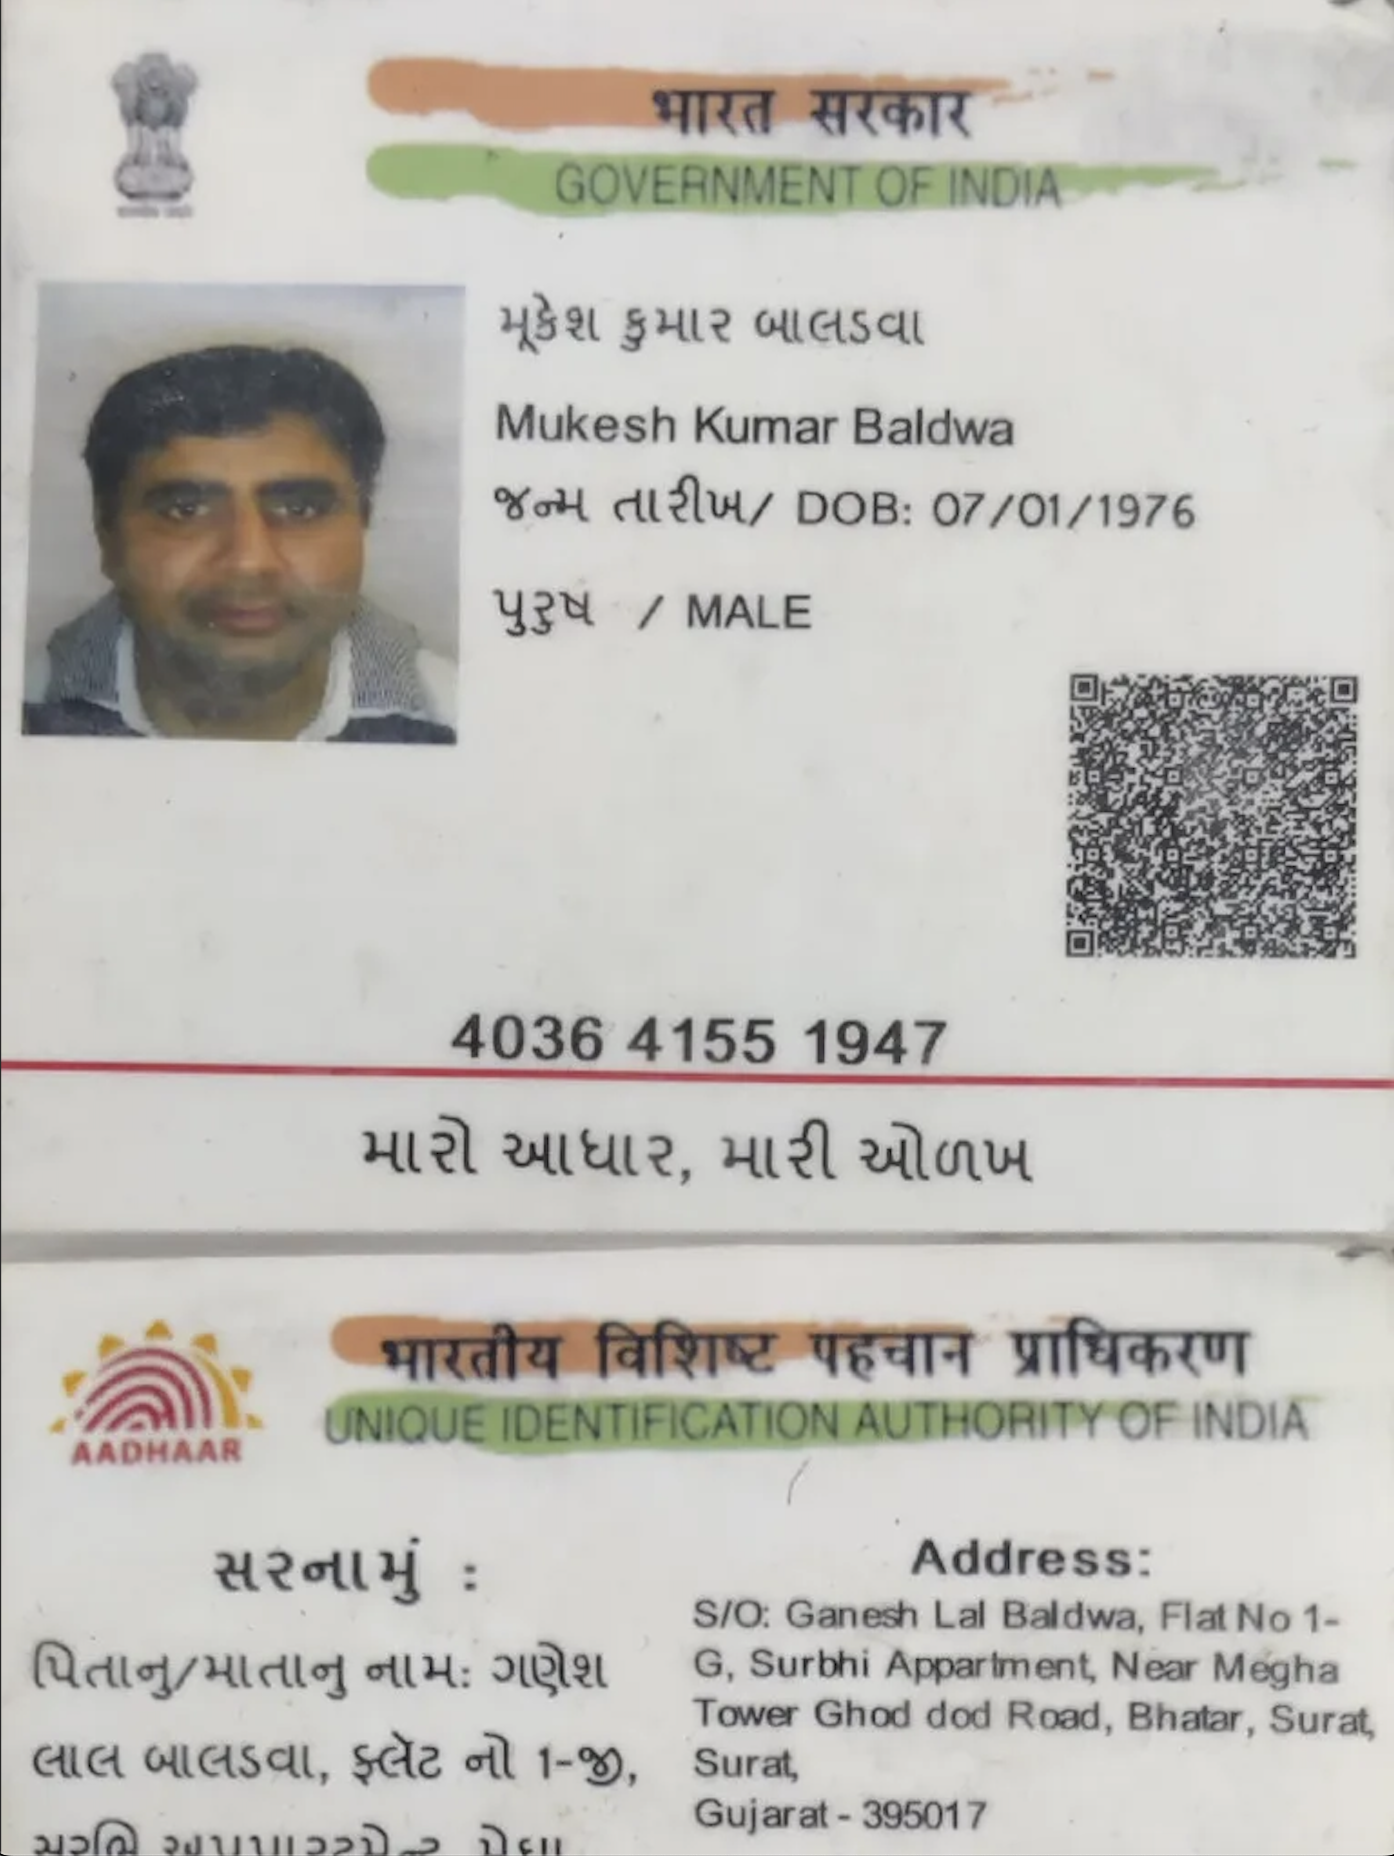 भारत सरकार
GOVERNMENT OF INDIA
મૂકેશ કુમાર બાલડવા
Mukesh Kumar Baldwa
જન્મ તારીખ/ DOB: 07/01/1976
પુરુષ / MALE
4036 4155 1947
મારો આધાર, મારી ઓળખ
भारतीय विशिष्ट पहचान प्राधिकरण
UNIQUE IDENTIFICATION AUTHORITY OF INDIA
AADHAAR
સરનામું :
પિતાનુ/માતાનુ નામ: ગણેશ
લાલ બાલડવા, ફ્લેટ નો 1-જી,
Address:
S/O: Ganesh Lal Baldwa, Flat No 1-
G, Surbhi Appartment, Near Megha
Tower Ghod dod Road, Bhatar, Surat,
Surat,
Gujarat - 395017